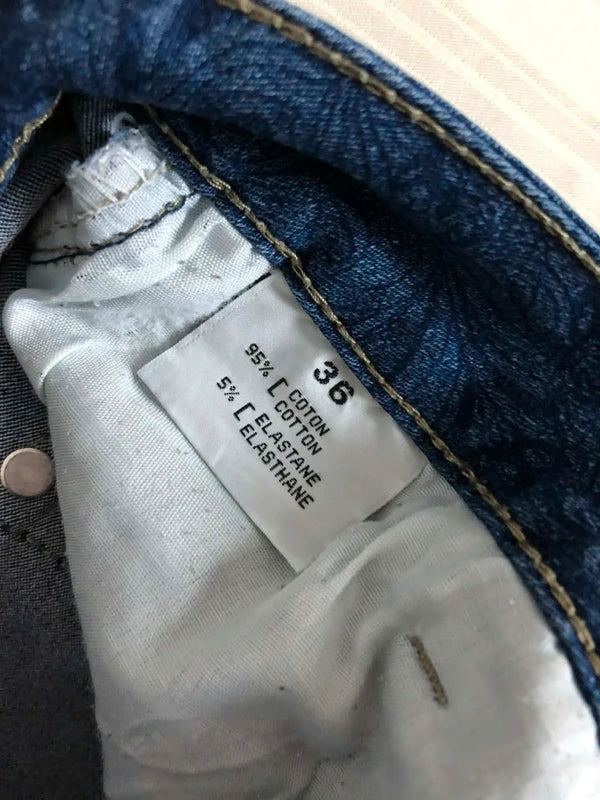 36
95% [ COTON
COTTON
5% [ ELASTANE
ELASTHANE